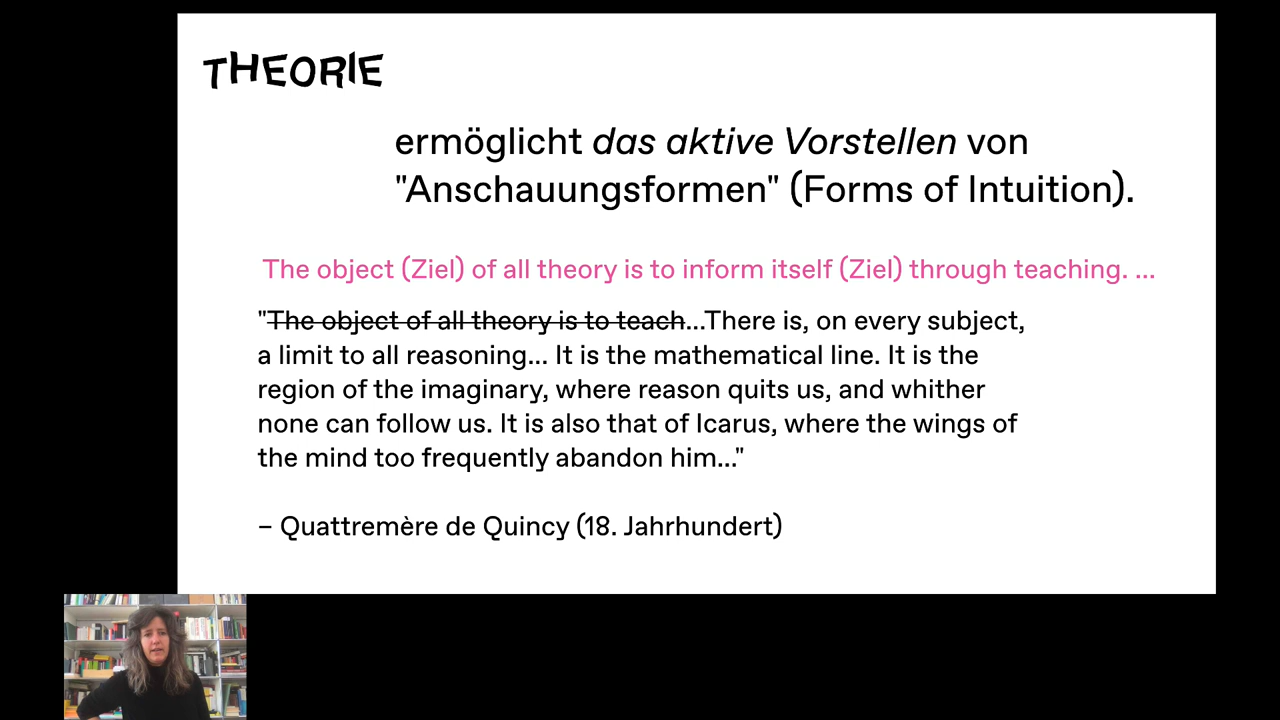 THEORIE
ermöglicht das aktive Vorstellen von
"Anschauungsformen" (Forms of Intuition).
The object (Ziel) of all theory is to inform itself (Ziel) through teaching. ...
"The object of all theory is to teach...There is, on every subject,
a limit to all reasoning... It is the mathematical line. It is the
region of the imaginary, where reason quits us, and whither
none can follow us. It is also that of Icarus, where the wings of
the mind too frequently abandon him..."
– Quattremère de Quincy (18. Jahrhundert)